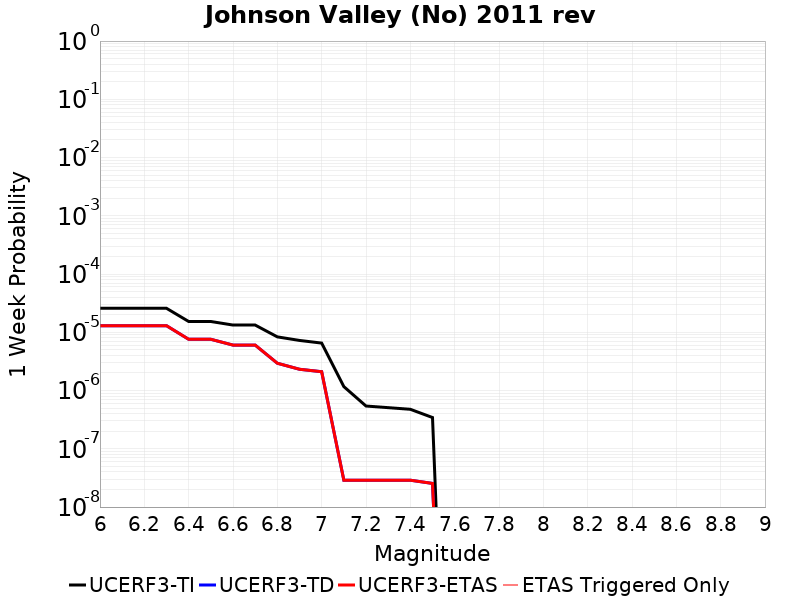 Johnson Valley (No) 2011 rev
1 Week Probability
10^0
10^-1
10^-2
10^-3
10^-4
10^-5
10^-6
10^-7
10^-8
6 6.2 6.4 6.6 6.8 7 7.2 7.4 7.6 7.8 8 8.2 8.4 8.6 8.8 9
Magnitude
UCERF3-TI UCERF3-TD UCERF3-ETAS ETAS Triggered Only